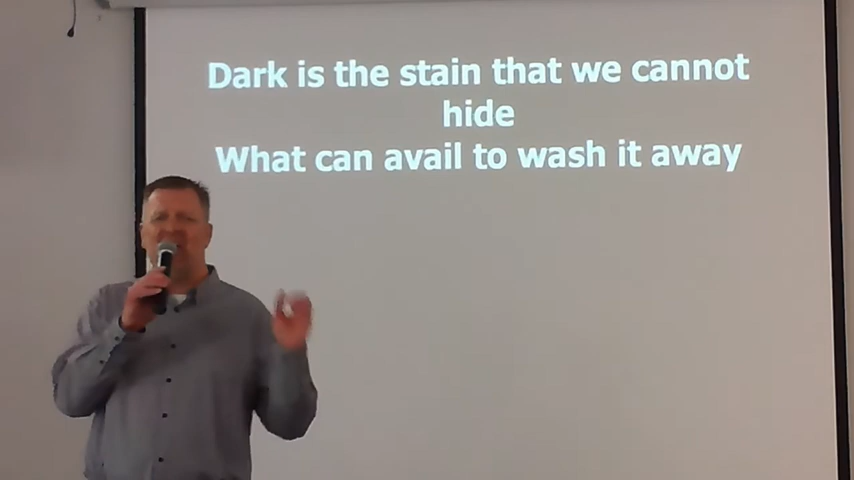 Dark is the stain that we cannot
hide
What can avail to wash it away